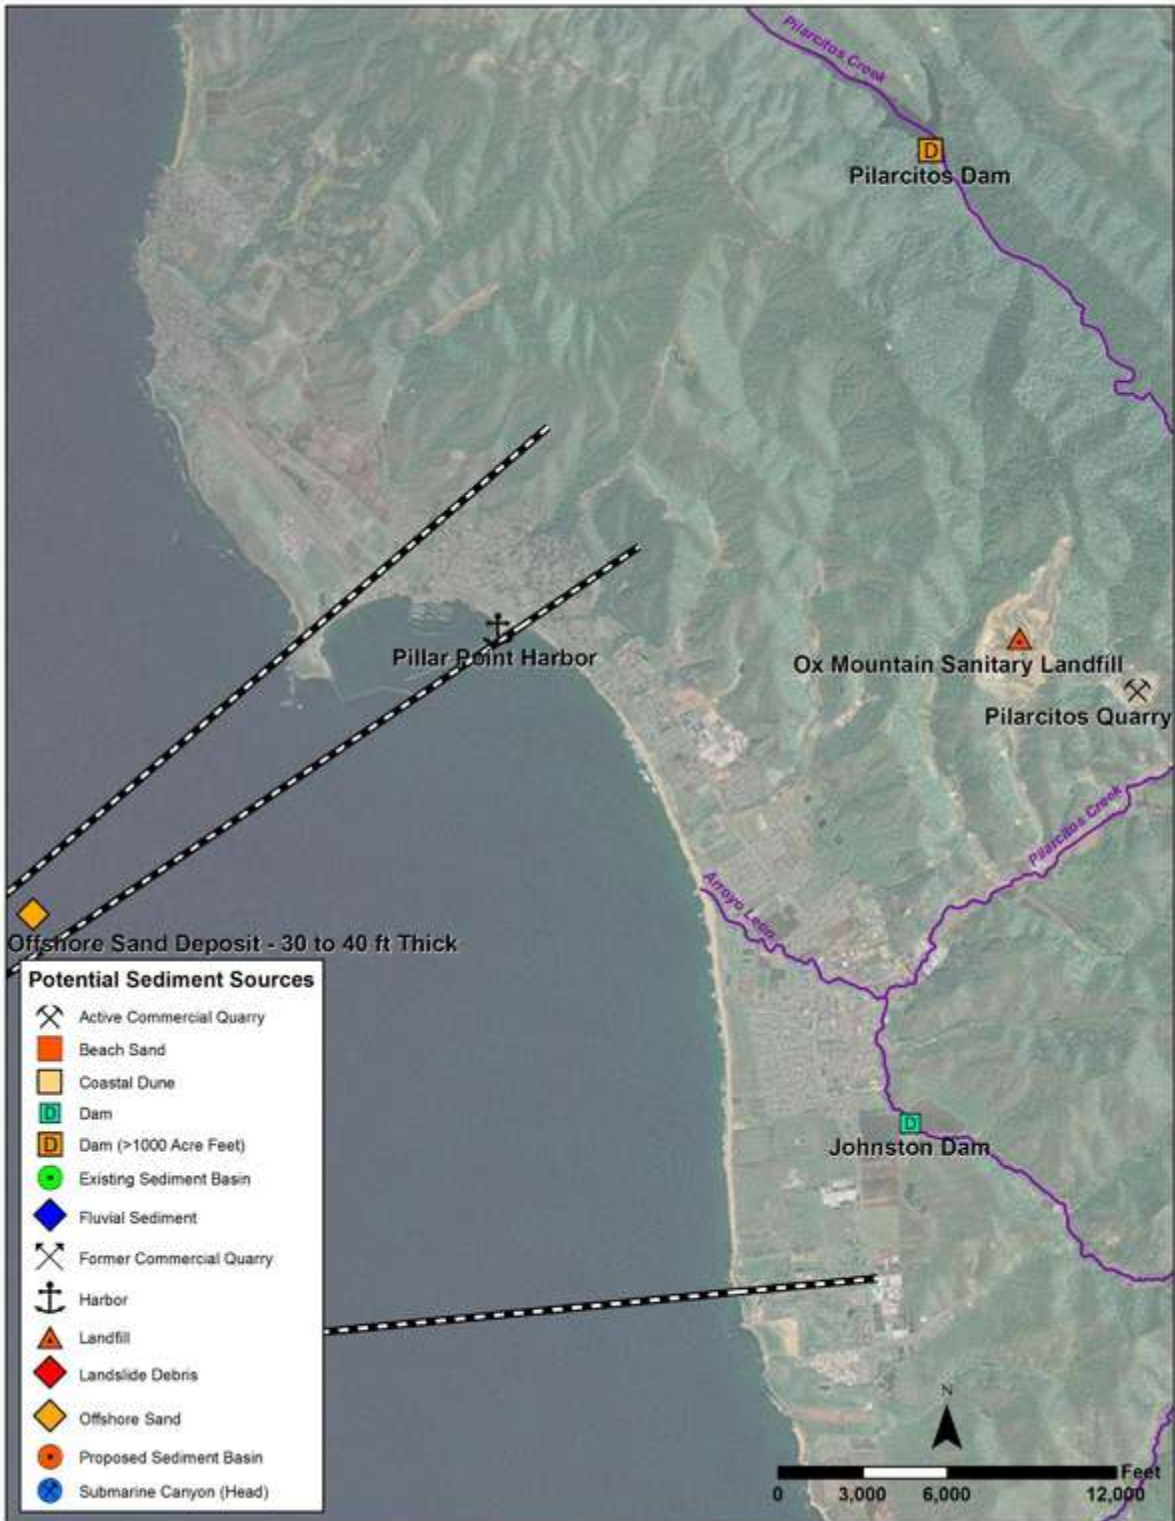 Pilarcitos Creek
D
Pilarcitos Dam
Pillar Point Harbor
Ox Mountain Sanitary Landfill
Pilarcitos Quarry
Pilarcitos Creek
Arroyo Leon
Offshore Sand Deposit - 30 to 40 ft Thick
D
Johnston Dam
Potential Sediment Sources
Active Commercial Quarry
Beach Sand
Coastal Dune
D Dam
D Dam (>1000 Acre Feet)
Existing Sediment Basin
Fluvial Sediment
Former Commercial Quarry
Harbor
Landfill
Landslide Debris
Offshore Sand
Proposed Sediment Basin
Submarine Canyon (Head)
N
Feet
0 3,000 6,000 12,000